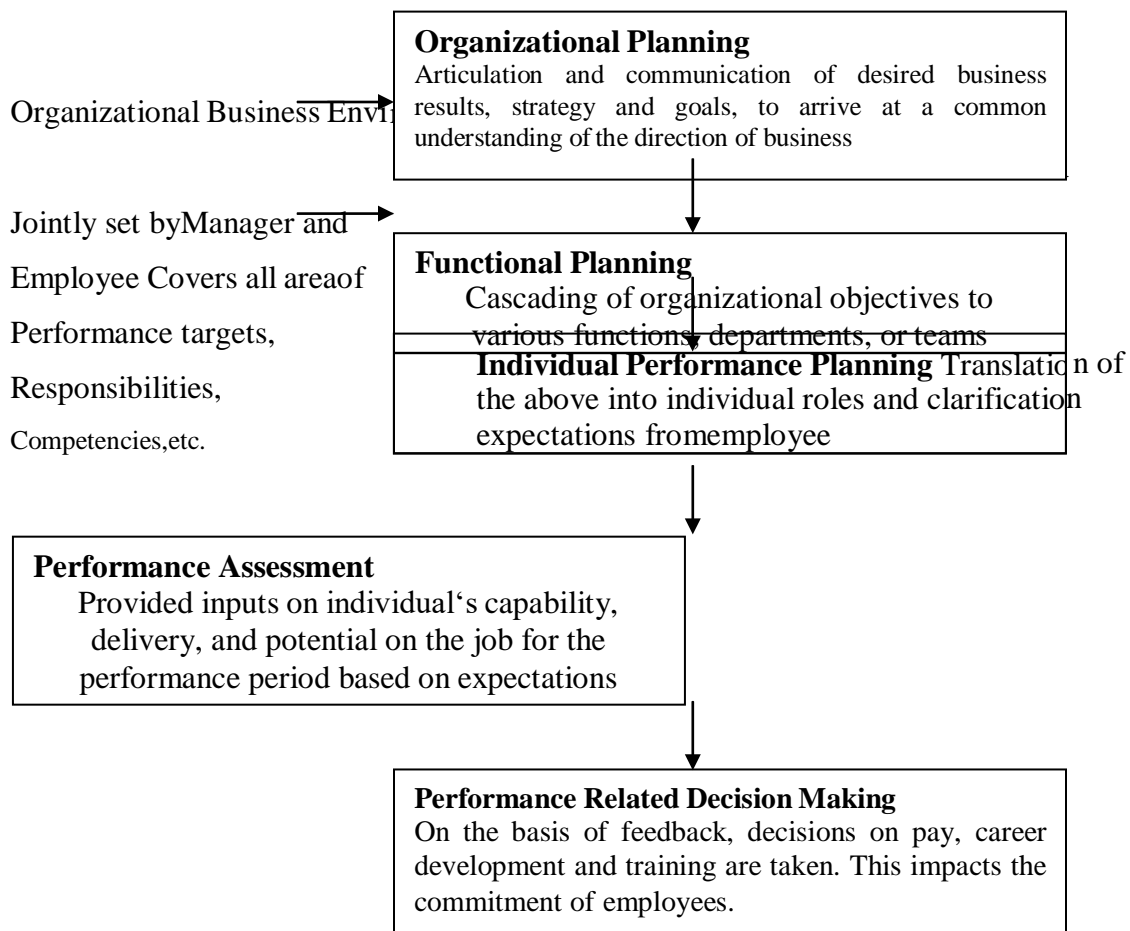 Organizational Planning
Articulation and communication of desired business
results, strategy and goals, to arrive at a common
understanding of the direction of business
Organizational Business Envir
Jointly set byManager and
Employee Covers all areaof
Performance targets,
Responsibilities,
Competencies,etc.
Functional Planning
Cascading of organizational objectives to
various functions, departments, or teams
Individual Performance Planning Translation of
the above into individual roles and clarification
expectations fromemployee
Performance Assessment
Provided inputs on individual‘s capability,
delivery, and potential on the job for the
performance period based on expectations
Performance Related Decision Making
On the basis of feedback, decisions on pay, career
development and training are taken. This impacts the
commitment of employees.